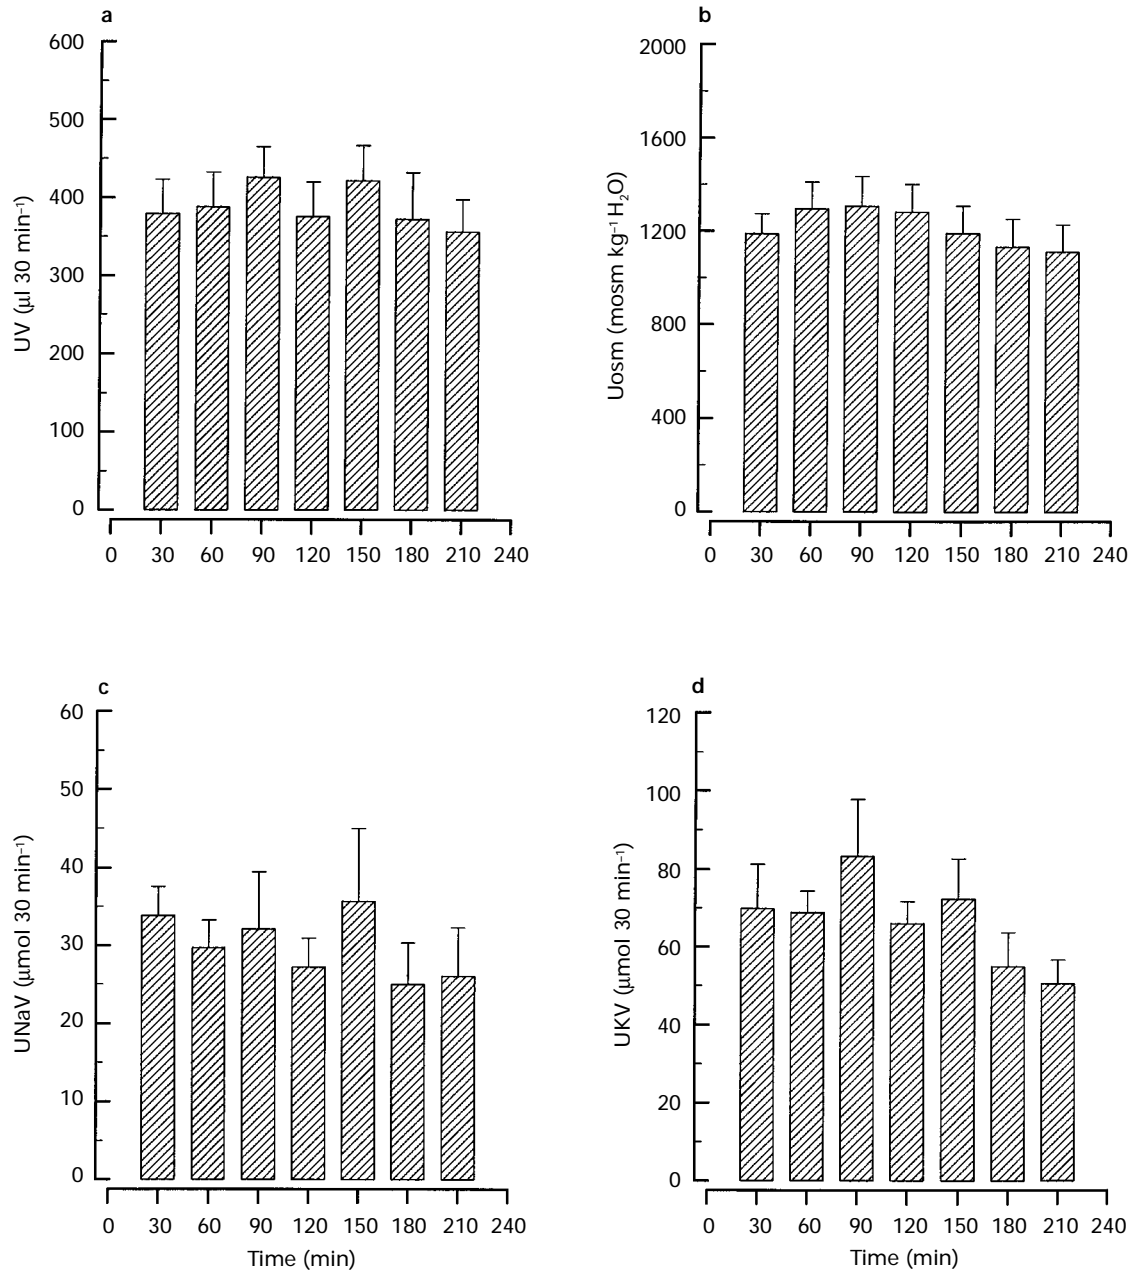 a
600
500
400
300
200
100
0
UV (µl 30 min⁻¹)
0 30 60 90 120 150 180 210 240
b
2000
1600
1200
800
400
0
Uosm (mosm kg⁻¹ H₂O)
0 30 60 90 120 150 180 210 240
c
60
50
40
30
20
10
0
UNaV (µmol 30 min⁻¹)
0 30 60 90 120 150 180 210 240
Time (min)
d
120
100
80
60
40
20
0
UKV (µmol 30 min⁻¹)
0 30 60 90 120 150 180 210 240
Time (min)